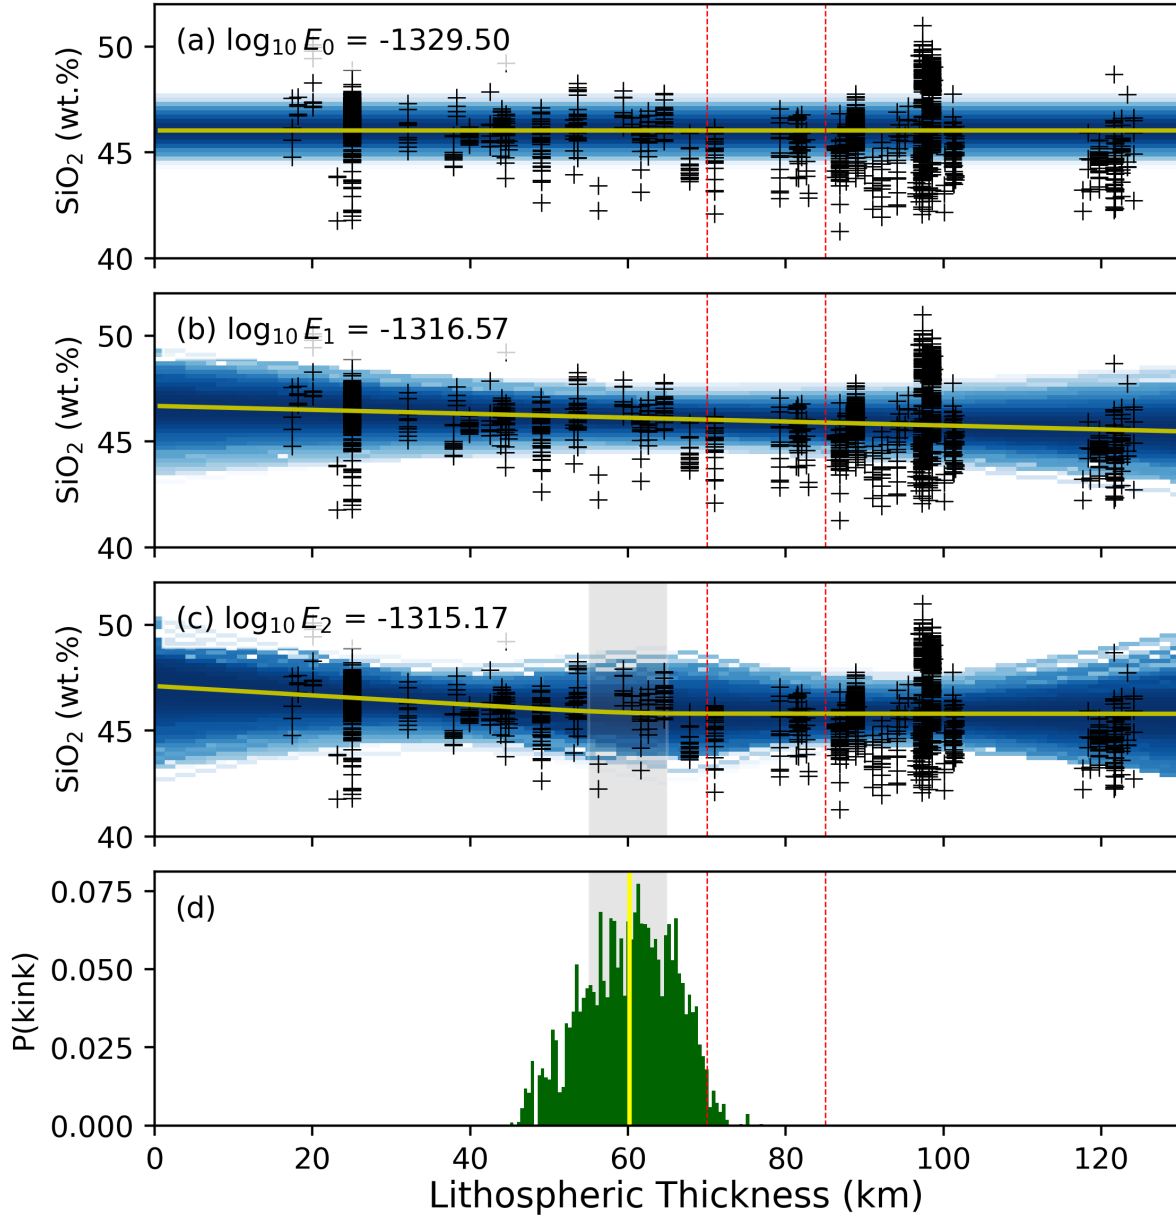 (a) log₁₀ E₀ = -1329.50
50
45
40
SiO₂ (wt.%)
(b) log₁₀ E₁ = -1316.57
50
45
40
SiO₂ (wt.%)
(c) log₁₀ E₂ = -1315.17
50
45
40
SiO₂ (wt.%)
(d)
0.075
0.050
0.025
0.000
P(kink)
0 20 40 60 80 100 120
Lithospheric Thickness (km)